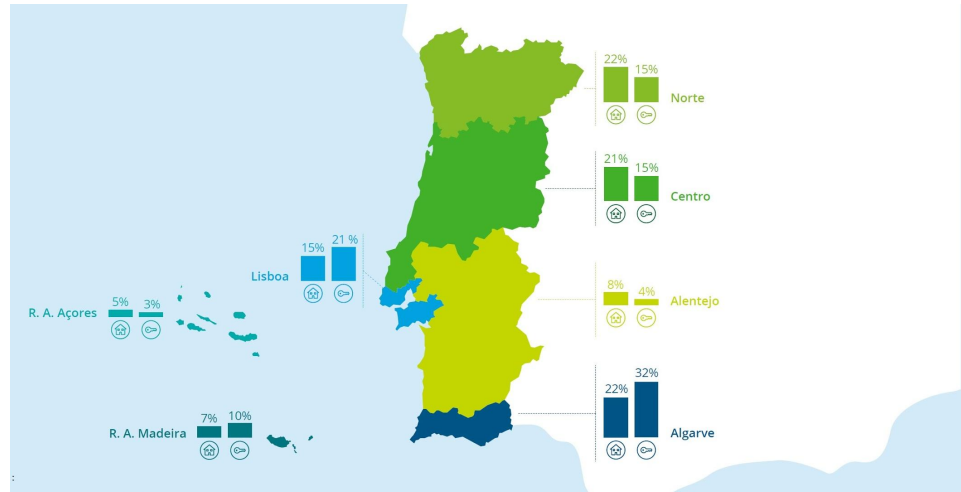 22%
15%
Norte
21%
15%
Centro
15%
21 %
Lisboa
8%
4%
Alentejo
5%
3%
R. A. Açores
22%
32%
Algarve
7%
10%
R. A. Madeira
: